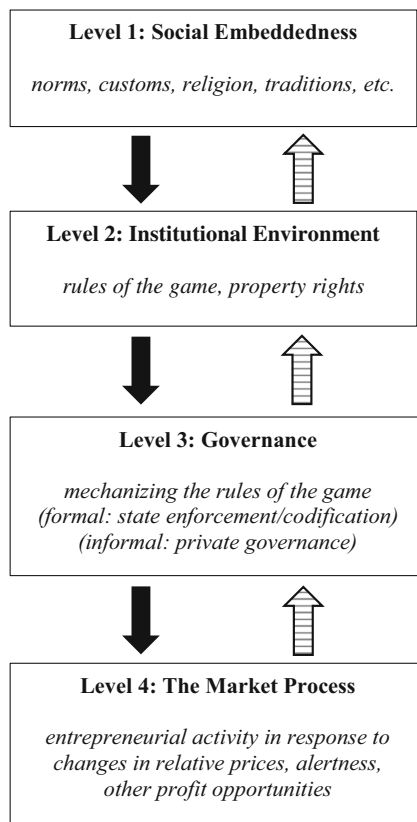 Level 1: Social Embeddedness
norms, customs, religion, traditions, etc.
Level 2: Institutional Environment
rules of the game, property rights
Level 3: Governance
mechanizing the rules of the game
(formal: state enforcement/codification)
(informal: private governance)
Level 4: The Market Process
entrepreneurial activity in response to
changes in relative prices, alertness,
other profit opportunities